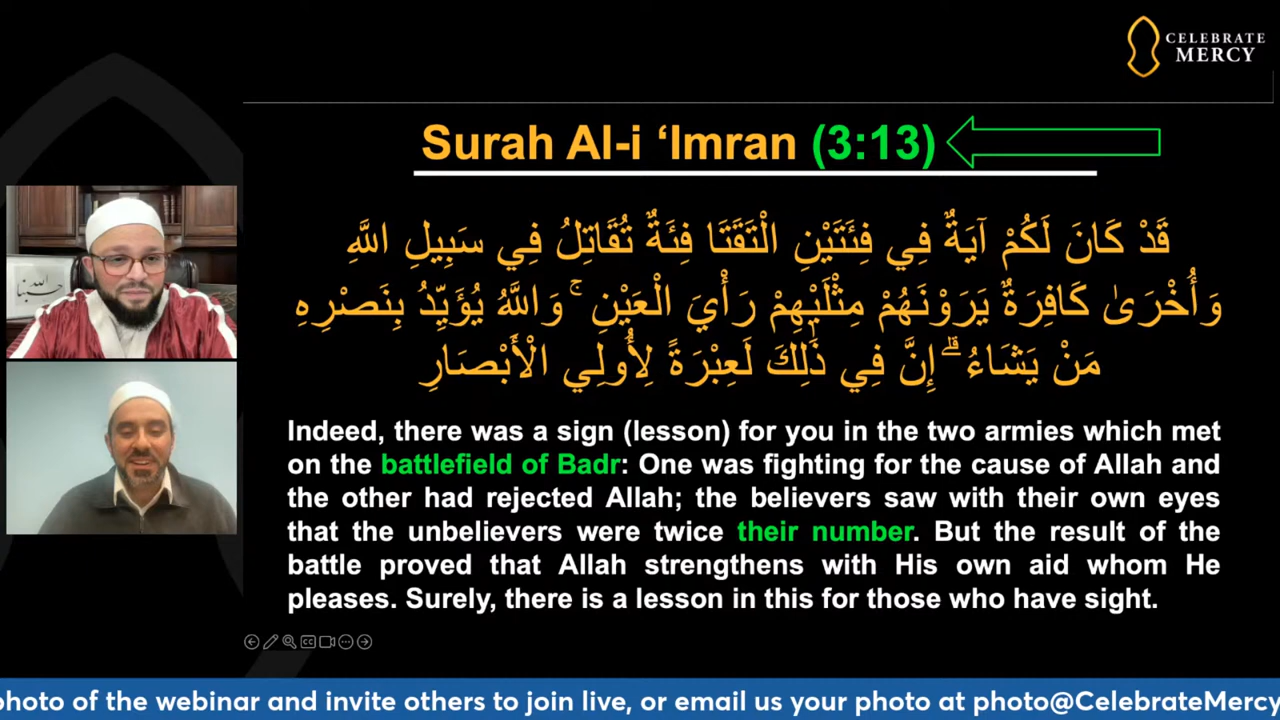 CELEBRATE
MERCY
Surah Al-i ‘Imran (3:13)
قَدْ كَانَ لَكُمْ آيَةٌ فِي فِئَتَيْنِ الْتَقَتَا فِئَةٌ تُقَاتِلُ فِي سَبِيلِ اللَّهِ
وَأُخْرَىٰ كَافِرَةٌ يَرَوْنَهُمْ مِثْلَيْهِمْ رَأْيَ الْعَيْنِ ۚ وَاللَّهُ يُؤَيِّدُ بِنَصْرِهِ
مَنْ يَشَاءُ ۗ إِنَّ فِي ذَٰلِكَ لَعِبْرَةً لِأُولِي الْأَبْصَارِ
Indeed, there was a sign (lesson) for you in the two armies which met
on the battlefield of Badr: One was fighting for the cause of Allah and
the other had rejected Allah; the believers saw with their own eyes
that the unbelievers were twice their number. But the result of the
battle proved that Allah strengthens with His own aid whom He
pleases. Surely, there is a lesson in this for those who have sight.
photo of the webinar and invite others to join live, or email us your photo at photo@CelebrateMercy